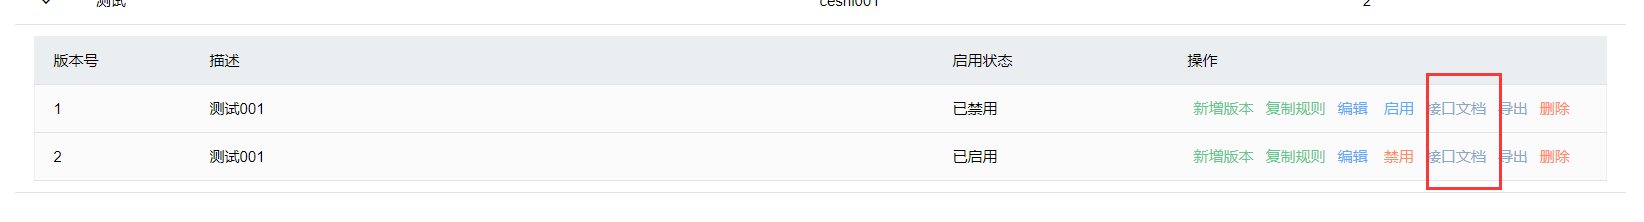 测试 ceshi001 2
版本号 描述 启用状态 操作
1 测试001 已禁用 新增版本 复制规则 编辑 启用 接口文档 导出 删除
2 测试001 已启用 新增版本 复制规则 编辑 禁用 接口文档 导出 删除